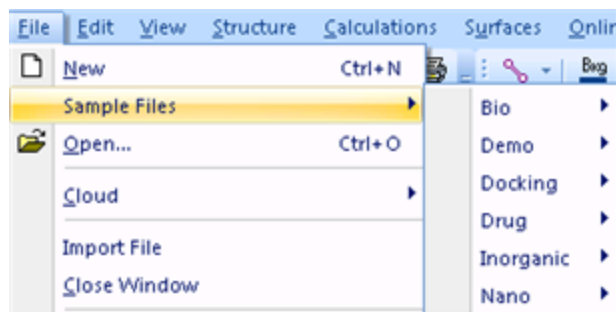 File Edit View Structure Calculations Surfaces
New Ctrl+N Bkg
Sample Files
Bio
Open... Ctrl+O
Demo
Docking
Cloud
Drug
Import File
Inorganic
Close Window
Nano